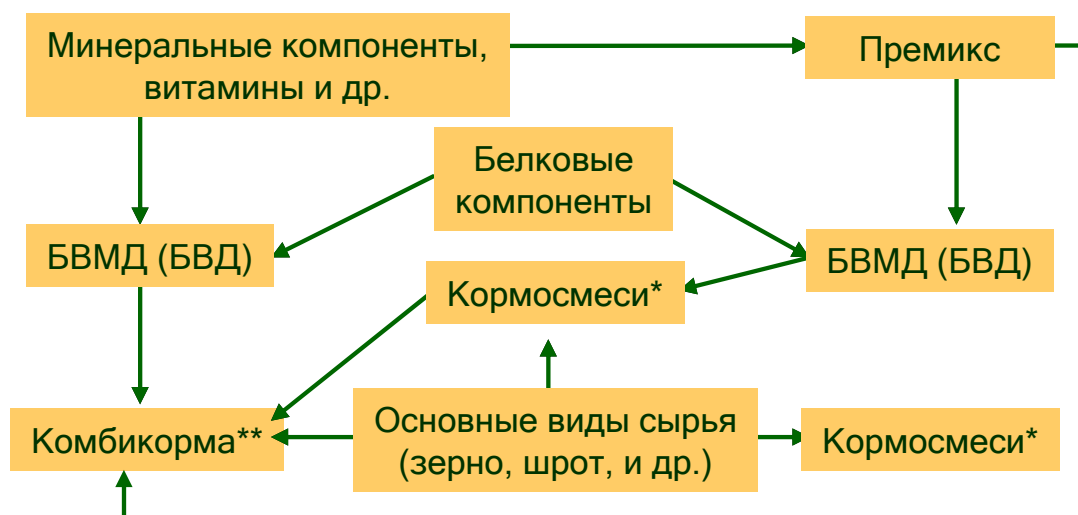 Минеральные компоненты,
витамины и др.
Премикс
Белковые
компоненты
БВМД (БВД)
БВМД (БВД)
Кормосмеси*
Комбикорма**
Основные виды сырья
(зерно, шрот, и др.)
Кормосмеси*